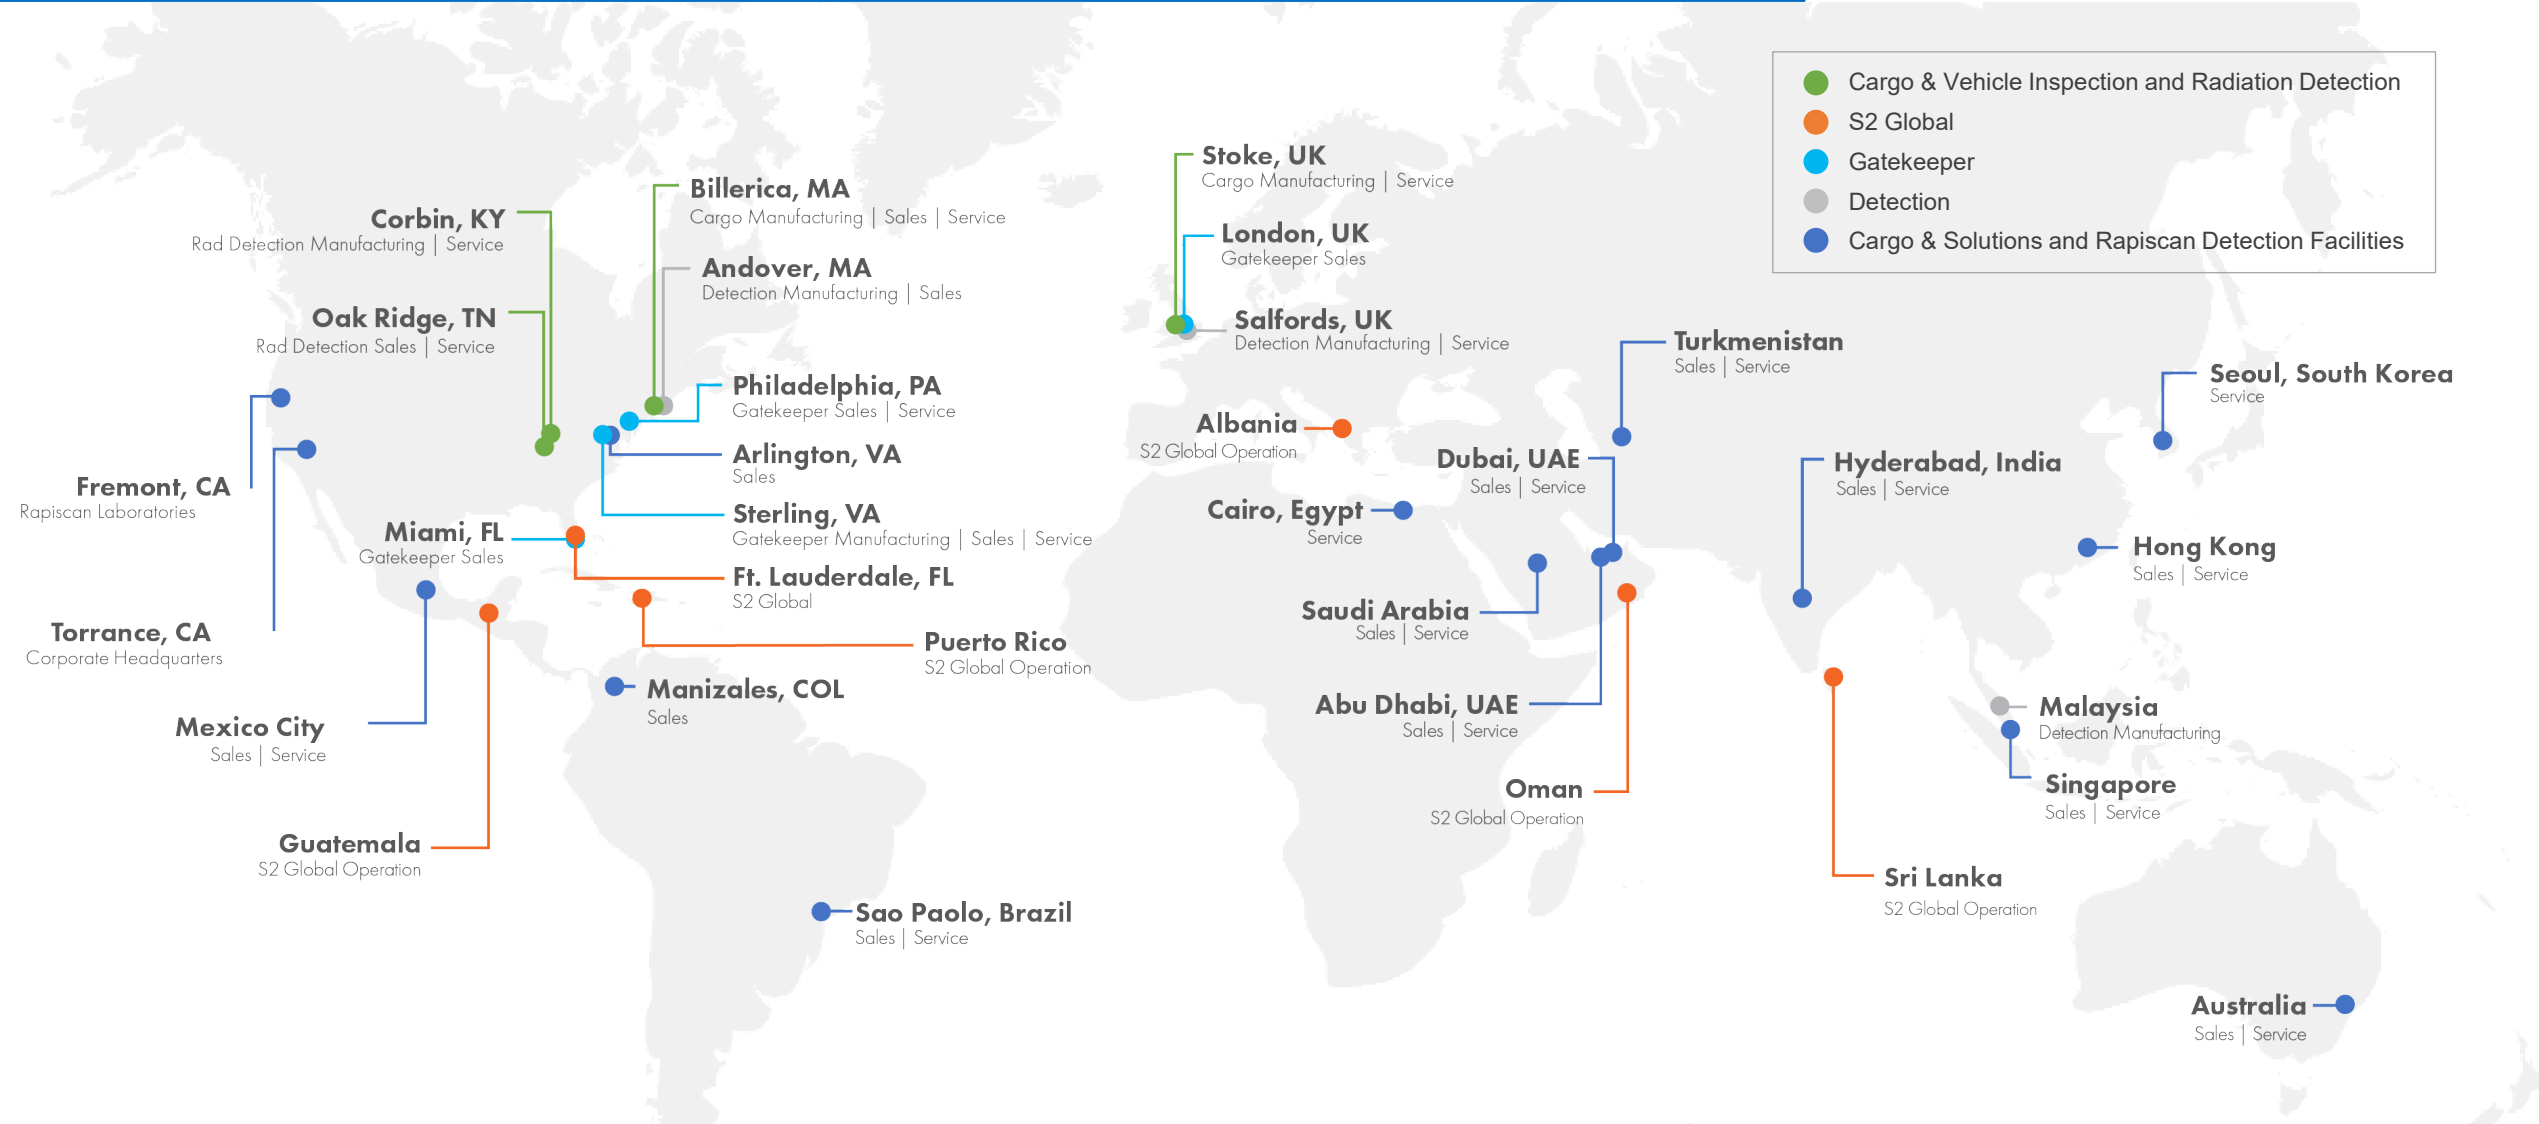 Cargo & Vehicle Inspection and Radiation Detection
S2 Global
Gatekeeper
Detection
Cargo & Solutions and Rapiscan Detection Facilities
Corbin, KY
Rad Detection Manufacturing | Service
Oak Ridge, TN
Rad Detection Sales | Service
Billerica, MA
Cargo Manufacturing | Sales | Service
Andover, MA
Detection Manufacturing | Sales
Philadelphia, PA
Gatekeeper Sales | Service
Arlington, VA
Sales
Sterling, VA
Gatekeeper Manufacturing | Sales | Service
Fremont, CA
Rapiscan Laboratories
Miami, FL
Gatekeeper Sales
Ft. Lauderdale, FL
S2 Global
Torrance, CA
Corporate Headquarters
Puerto Rico
S2 Global Operation
Manizales, COL
Sales
Mexico City
Sales | Service
Guatemala
S2 Global Operation
Sao Paolo, Brazil
Sales | Service
Stoke, UK
Cargo Manufacturing | Service
London, UK
Gatekeeper Sales
Salfords, UK
Detection Manufacturing | Service
Albania
S2 Global Operation
Turkmenistan
Sales | Service
Dubai, UAE
Sales | Service
Cairo, Egypt
Service
Saudi Arabia
Sales | Service
Abu Dhabi, UAE
Sales | Service
Oman
S2 Global Operation
Seoul, South Korea
Service
Hyderabad, India
Sales | Service
Hong Kong
Sales | Service
Malaysia
Detection Manufacturing
Singapore
Sales | Service
Sri Lanka
S2 Global Operation
Australia
Sales | Service